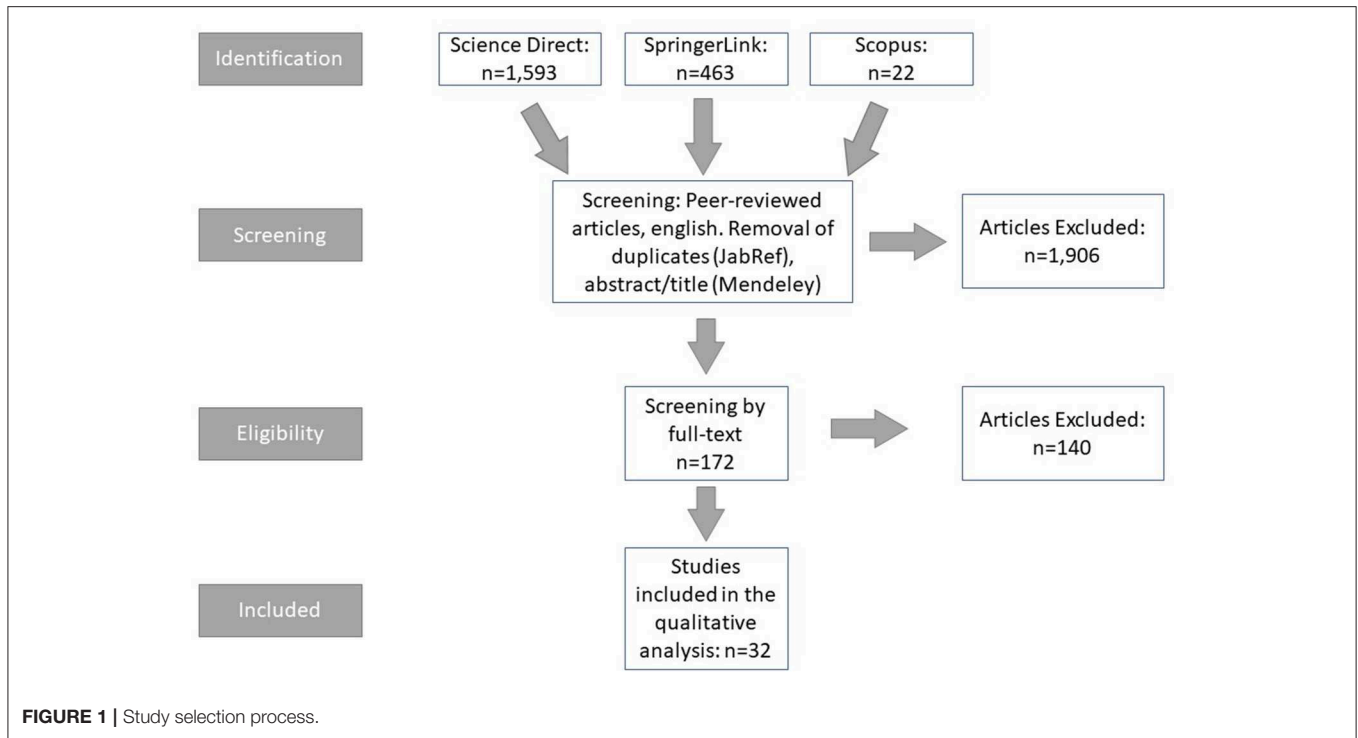 Identification
Science Direct:
n=1,593
SpringerLink:
n=463
Scopus:
n=22
Screening
Screening: Peer-reviewed
articles, english. Removal of
duplicates (JabRef),
abstract/title (Mendeley)
Articles Excluded:
n=1,906
Eligibility
Screening by
full-text
n=172
Articles Excluded:
n=140
Included
Studies
included in the
qualitative
analysis: n=32
FIGURE 1 | Study selection process.